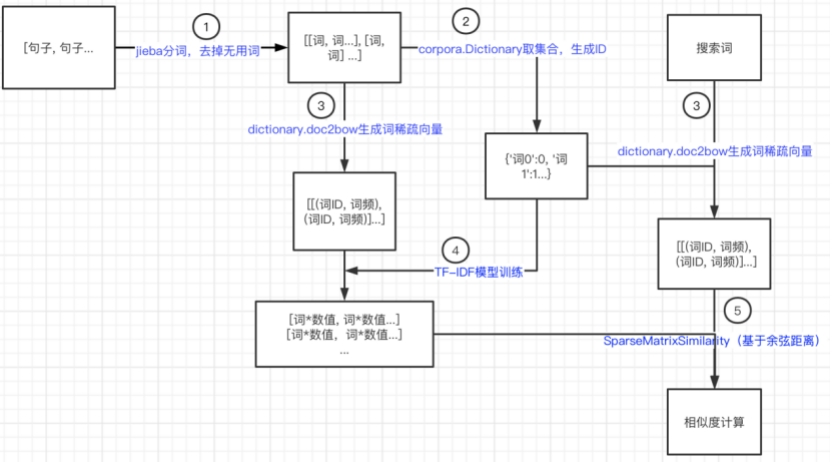 ①
②
[句子, 句子...
jieba分词，去掉无用词
[[词, 词...], [词,
词] ...]
corpora.Dictionary取集合，生成ID
搜索词
③
dictionary.doc2bow生成词稀疏向量
③
dictionary.doc2bow生成词稀疏向量
{'词0':0, '词
1':1...}
[[(词ID, 词频),
(词ID, 词频)]...]
[[(词ID, 词频),
(词ID, 词频)]...]
④
TF-IDF模型训练
⑤
[词*数值, 词*数值...]
[词*数值, 词*数值...]
...
SparseMatrixSimilarity（基于余弦距离）
相似度计算